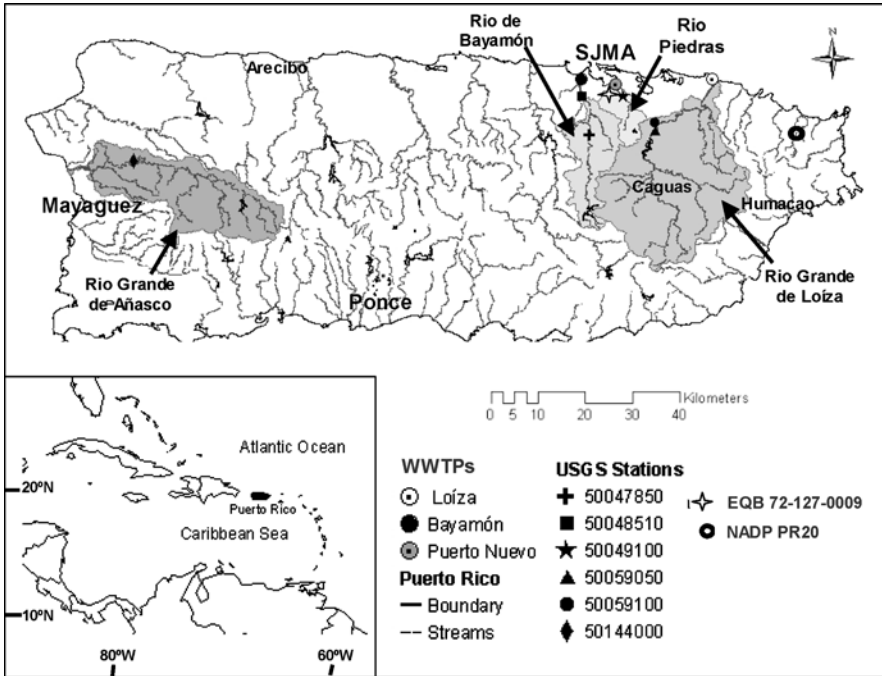 Rio de
Bayamón
SJMA
Rio
Piedras
Arecibo
N
Mayaguez
Caguas
Humacao
Rio Grande
de Añasco
Ponce
Rio Grande
de Loíza
Kilometers
0 5 10 20 30 40
Atlantic Ocean
20ºN
Puerto Rico
Caribbean Sea
10ºN
80ºW
60ºW
WWTPs
Loíza
Bayamón
Puerto Nuevo
Puerto Rico
Boundary
Streams
USGS Stations
50047850
50048510
50049100
50059050
50059100
50144000
EQB 72-127-0009
NADP PR20